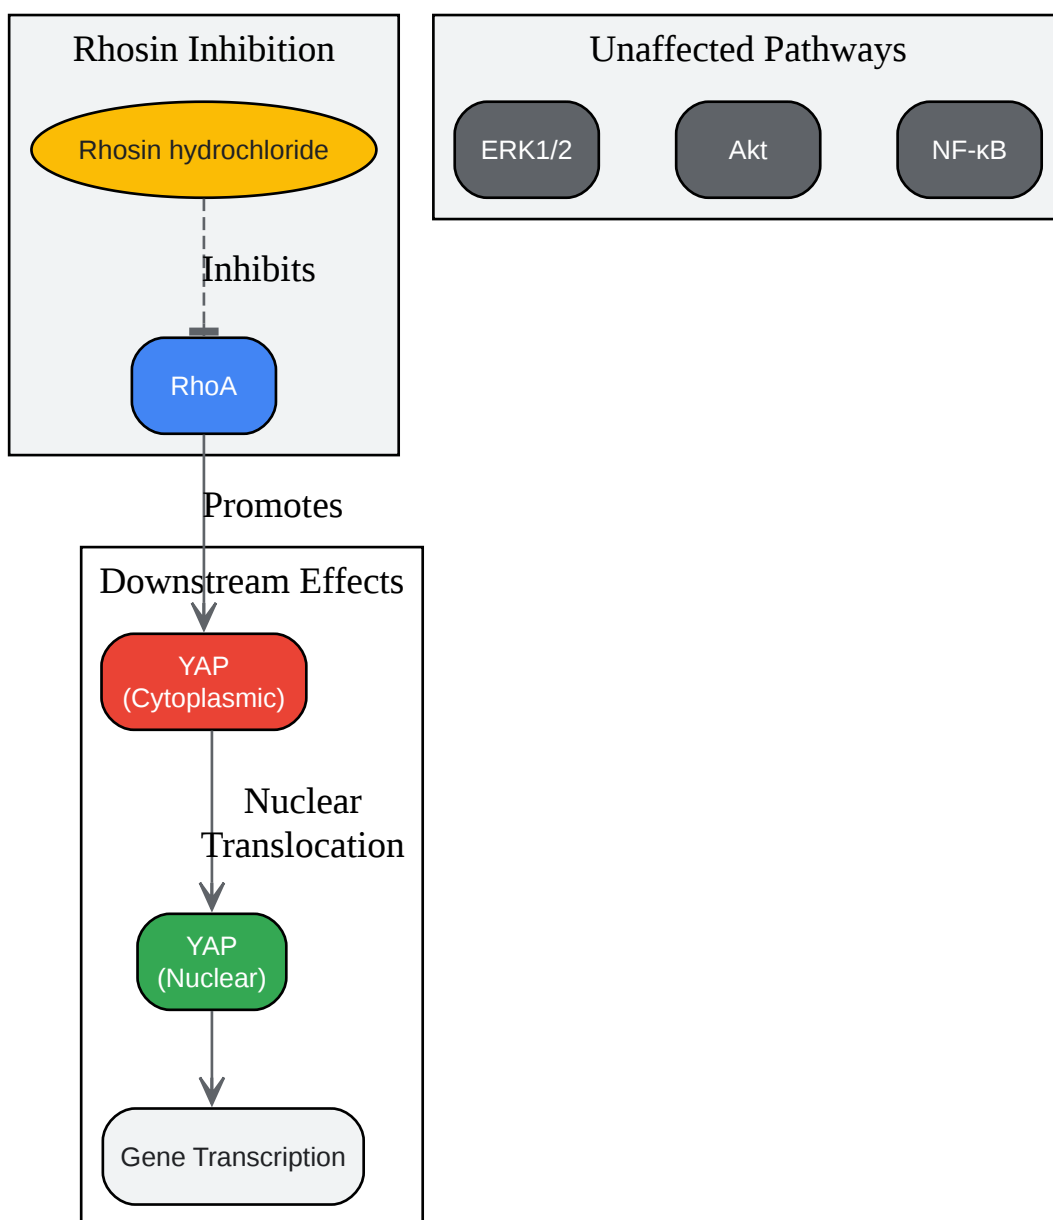 Rhosin Inhibition
Rhosin hydrochloride
Inhibits
RhoA
Promotes
Downstream Effects
YAP
(Cytoplasmic)
Nuclear
Translocation
YAP
(Nuclear)
Gene Transcription
Unaffected Pathways
ERK1/2
Akt
NF-κB